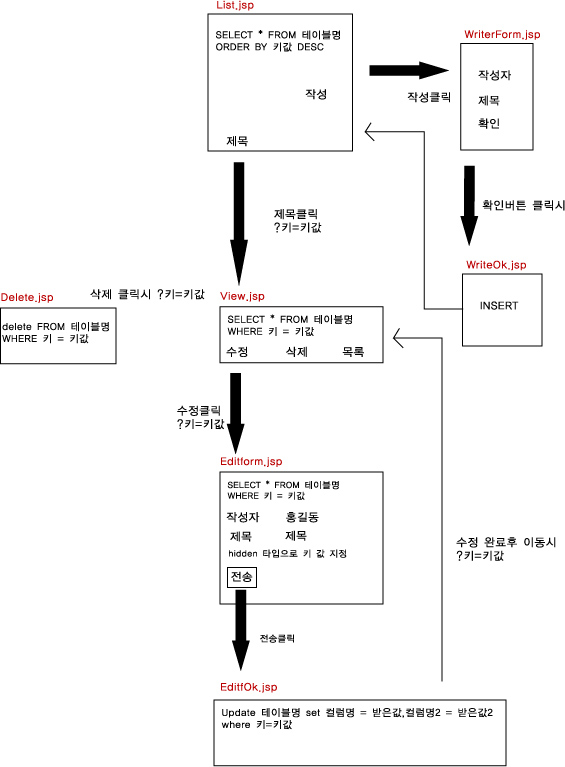 List.jsp
SELECT * FROM 테이블명
ORDER BY 키값 DESC
작성
제목
작성클릭
WriterForm.jsp
작성자
제목
확인
확인버튼 클릭시
WriteOk.jsp
INSERT
제목클릭
?키=키값
Delete.jsp
delete FROM 테이블명
WHERE 키 = 키값
삭제 클릭시 ?키=키값
View.jsp
SELECT * FROM 테이블명
WHERE 키 = 키값
수정 삭제 목록
수정클릭
?키=키값
Editform.jsp
SELECT * FROM 테이블명
WHERE 키 = 키값
작성자 홍길동
제목 제목
hidden 타입으로 키 값 지정
전송
수정 완료후 이동시
?키=키값
전송클릭
EditfOk.jsp
Update 테이블명 set 컬럼명 = 받은값,컬럼명2 = 받은값2
where 키=키값